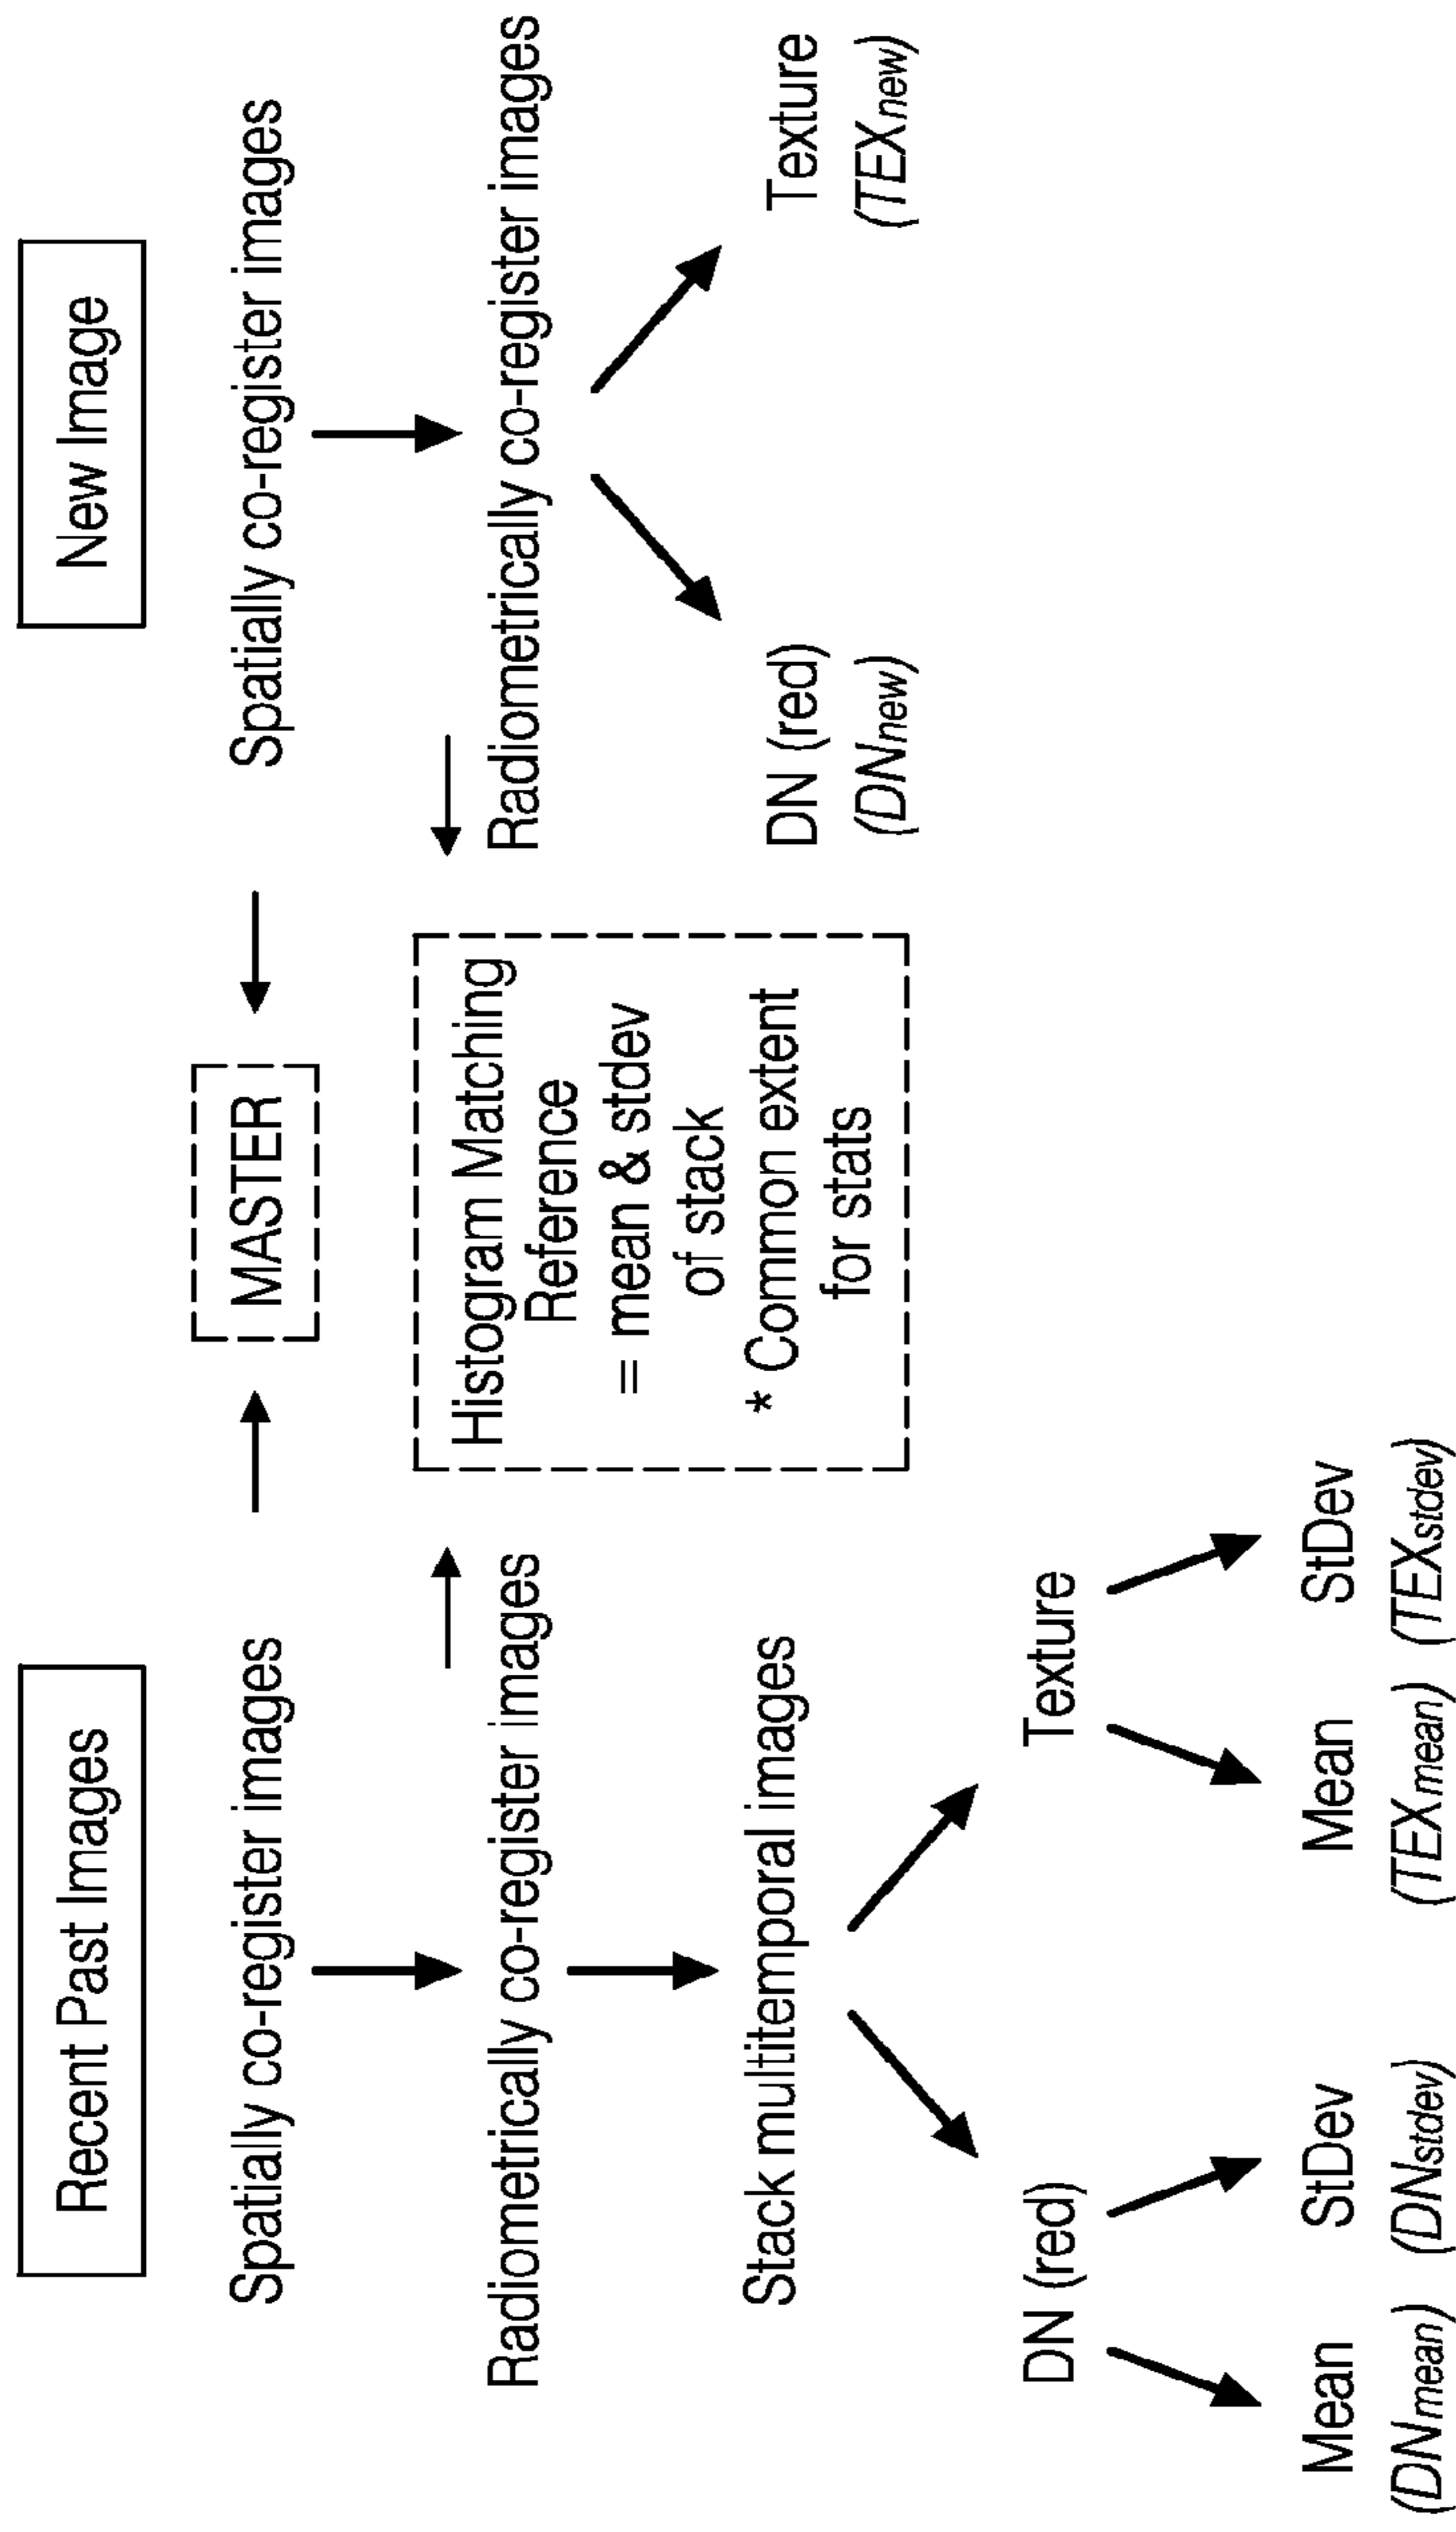 Recent Past Images
Spatially co-register images
Radiometrically co-register images
Stack multitemporal images
DN (red)
Mean
(DNmean)
StDev
(DNstdev)
Texture
Mean
(TEXmean)
StDev
(TEXstdev)
MASTER
Histogram Matching
Reference
= mean & stdev
of stack
* Common extent
for stats
New Image
Spatially co-register images
Radiometrically co-register images
DN (red)
(DNnew)
Texture
(TEXnew)